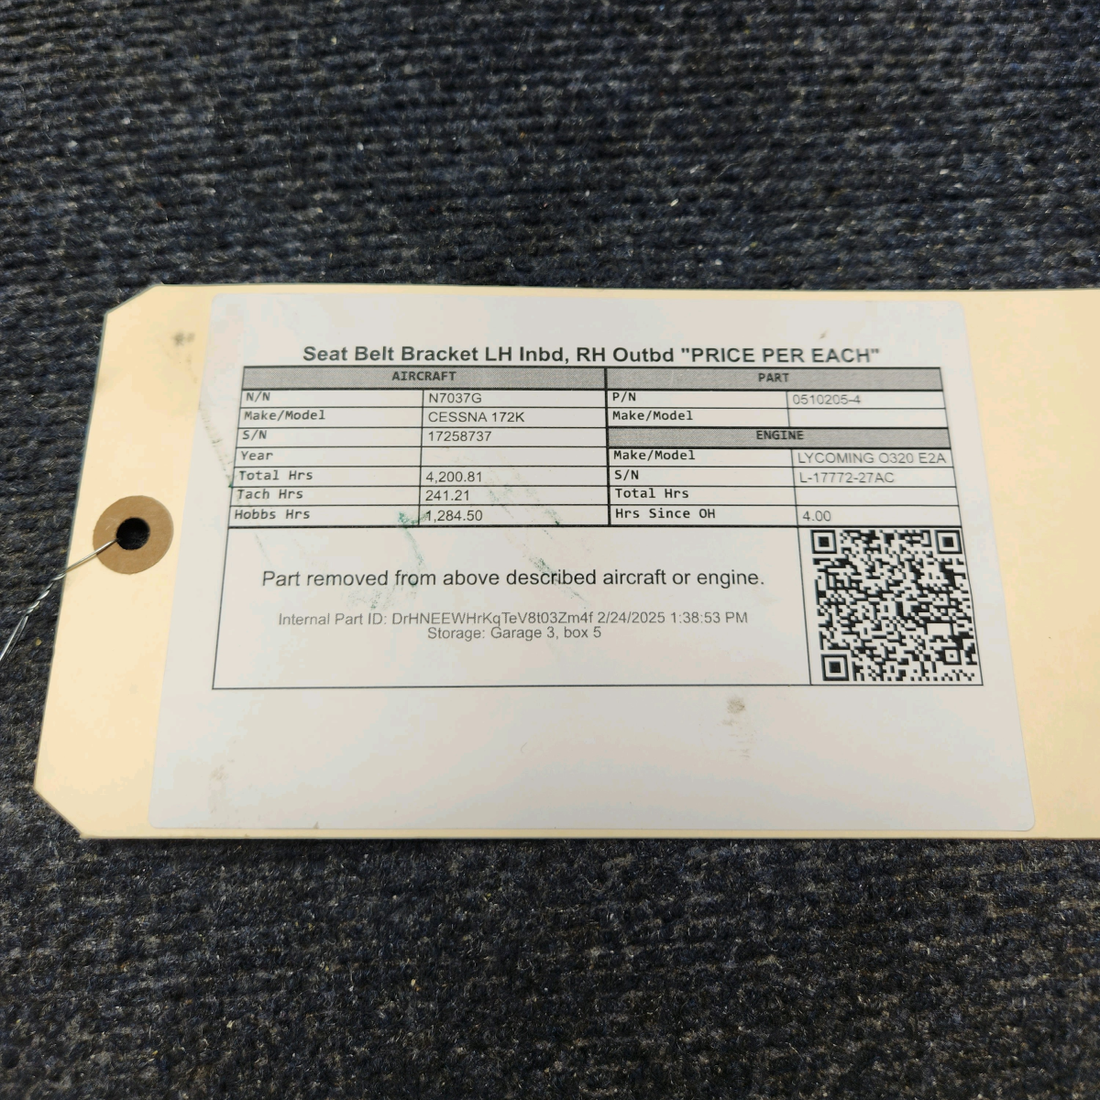 Seat Belt Bracket LH Inbd, RH Outbd "PRICE PER EACH"
AIRCRAFT PART
N/N N7037G P/N 0510205-4
Make/Model CESSNA 172K Make/Model
S/N 17258737 ENGINE
Year Make/Model LYCOMING O320 E2A
Total Hrs 4,200.81 S/N L-17772-27AC
Tach Hrs 241.21 Total Hrs
Hobbs Hrs 1,284.50 Hrs Since OH 4.00
Part removed from above described aircraft or engine.
Internal Part ID: DrHNEEWHrKqTeV8t03Zm4f 2/24/2025 1:38:53 PM
Storage: Garage 3, box 5